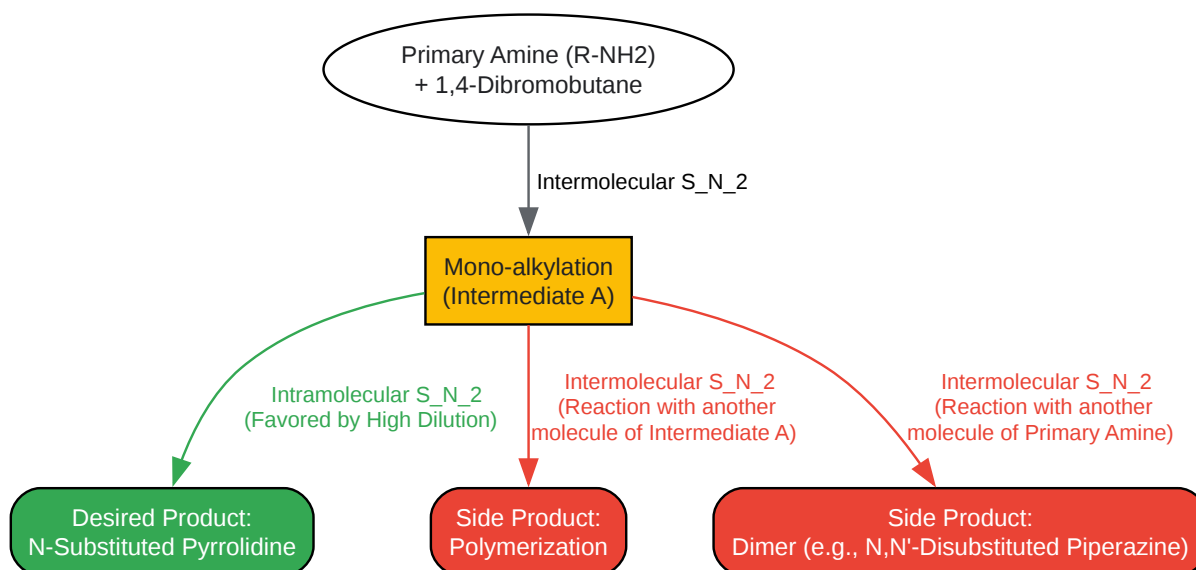 Primary Amine (R-NH2)
+ 1,4-Dibromobutane
Intermolecular S_N_2
Mono-alkylation
(Intermediate A)
Intramolecular S_N_2
(Favored by High Dilution)
Intermolecular S_N_2
(Reaction with another
molecule of Intermediate A)
Intermolecular S_N_2
(Reaction with another
molecule of Primary Amine)
Desired Product:
N-Substituted Pyrrolidine
Side Product:
Polymerization
Side Product:
Dimer (e.g., N,N'-Disubstituted Piperazine)